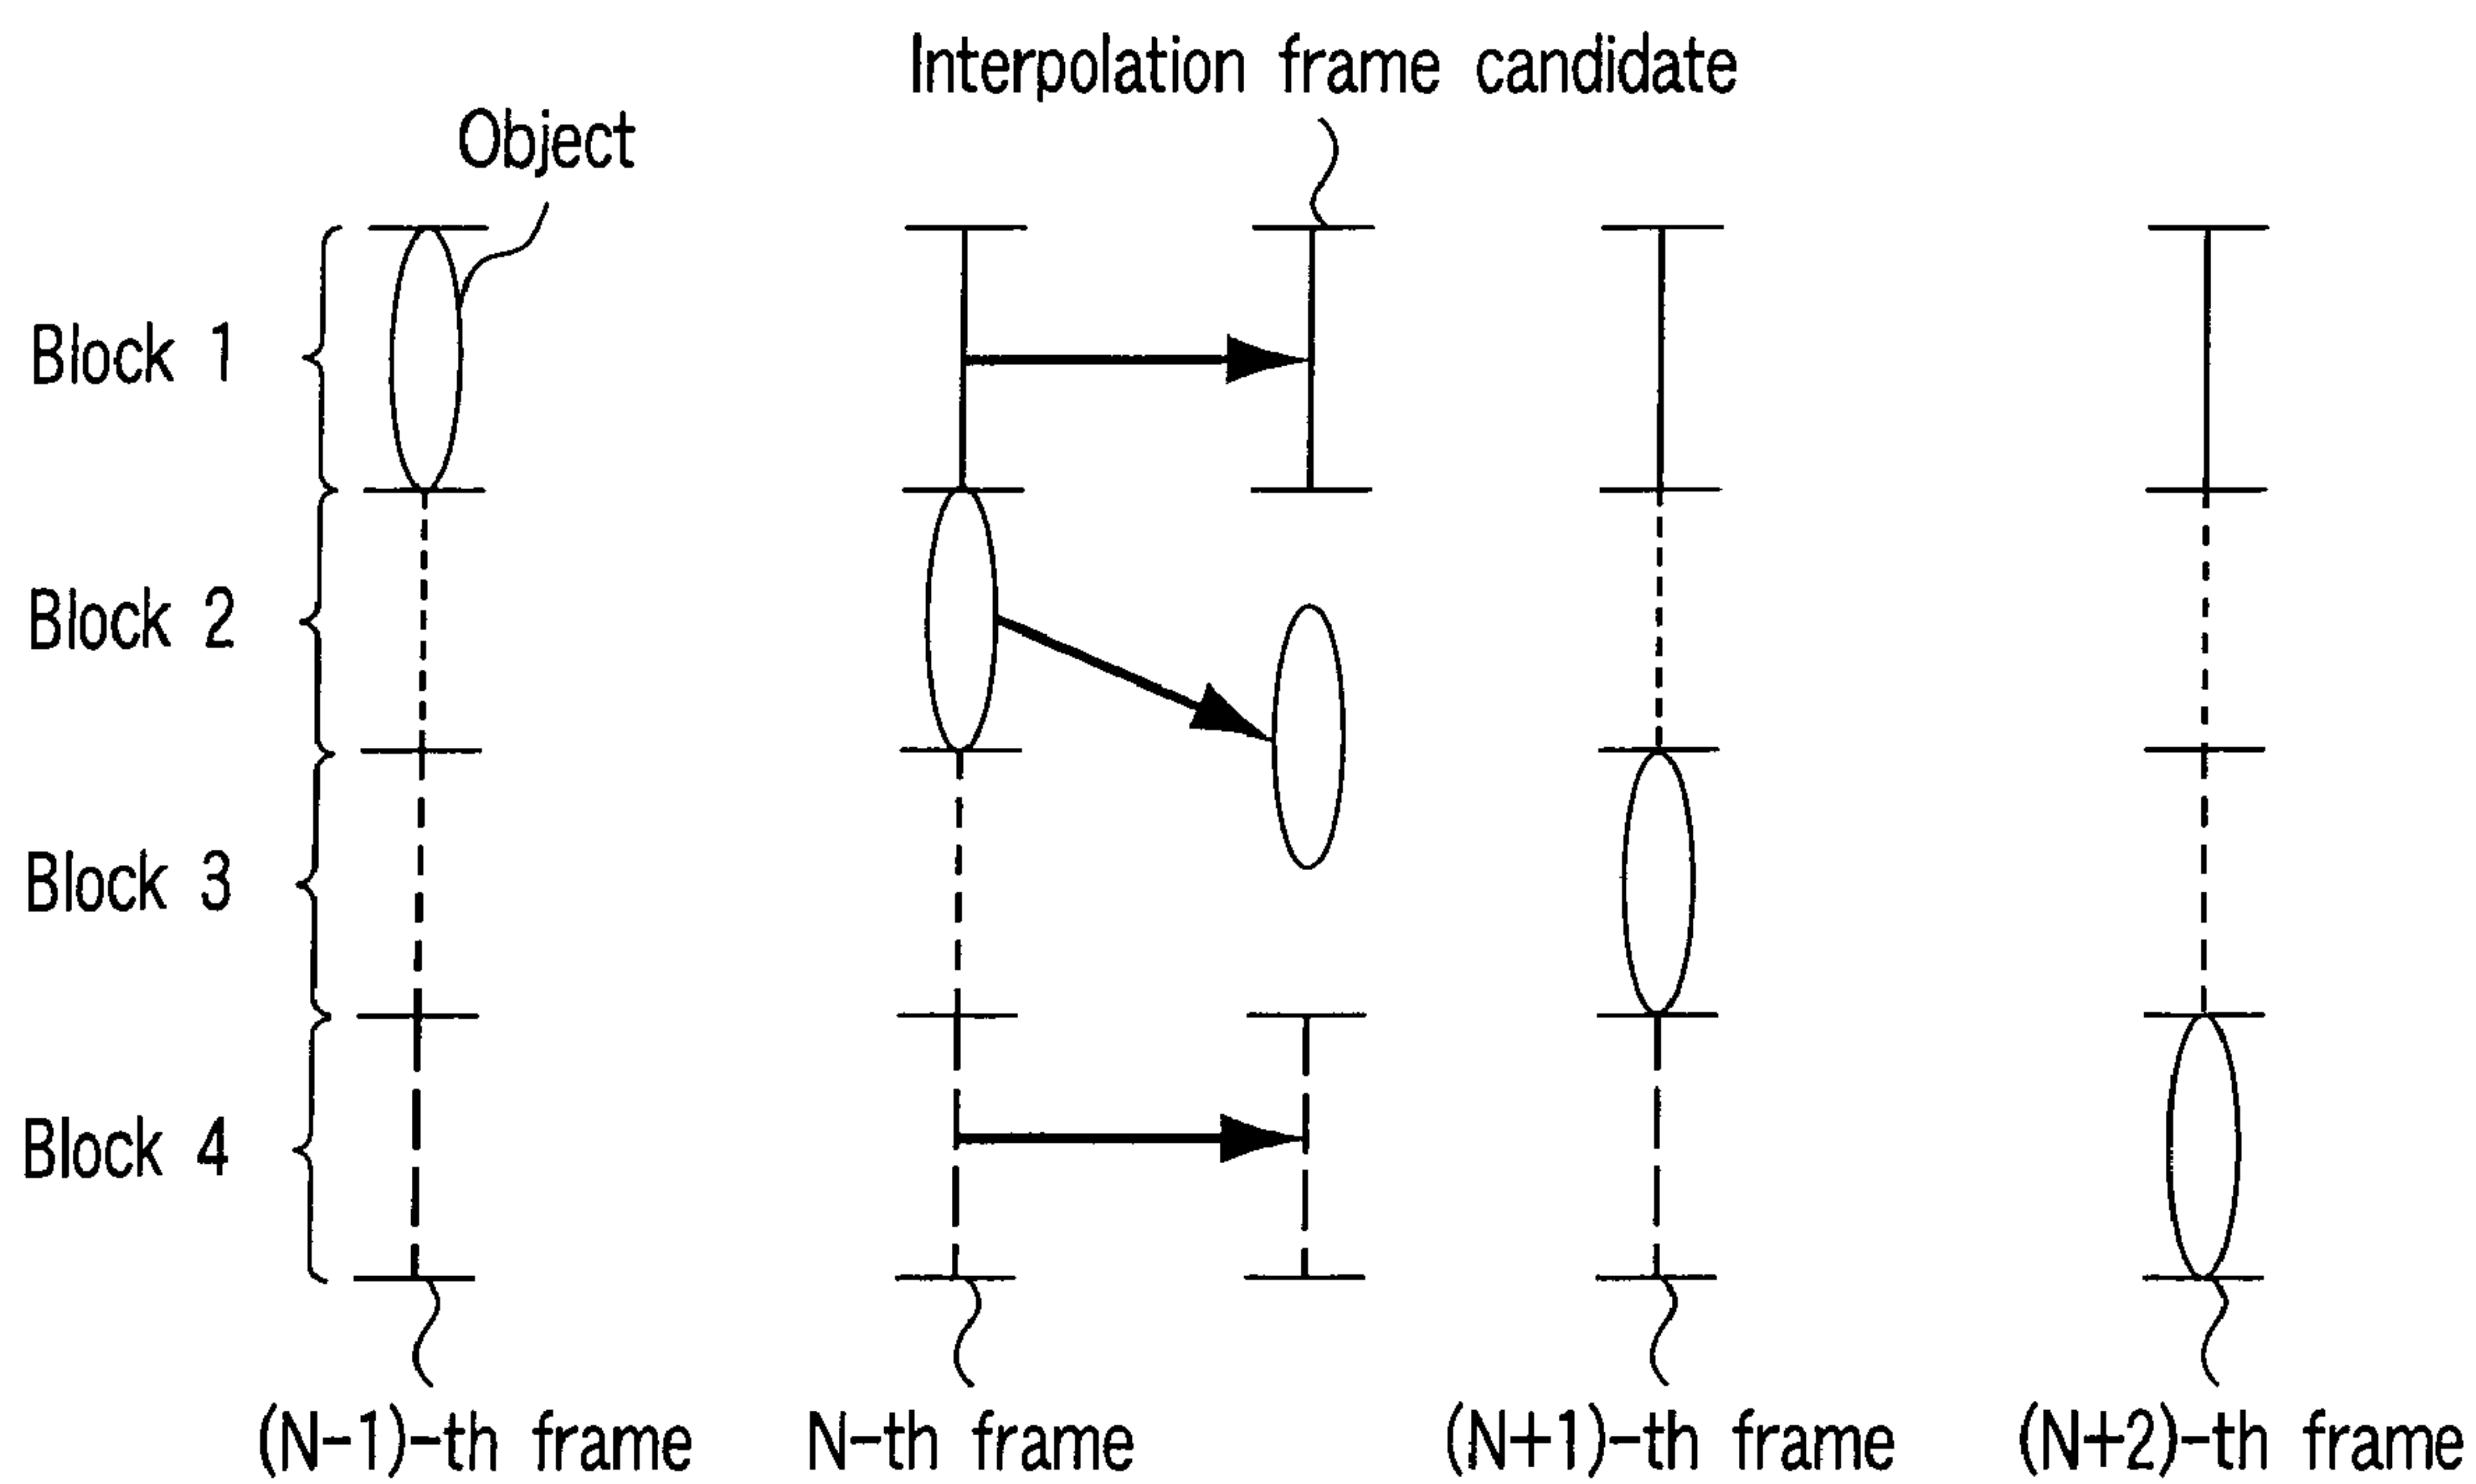 Interpolation frame candidate
Object
Block 1
Block 2
Block 3
Block 4
(N-1)-th frame
N-th frame
(N+1)-th frame
(N+2)-th frame